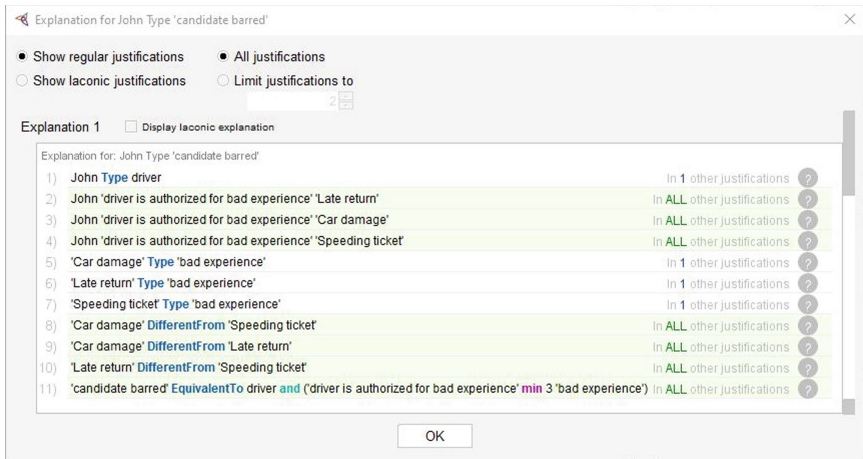 Explanation for John Type 'candidate barred'
Show regular justifications All justifications
Show laconic justifications Limit justifications to
2
Explanation 1 Display laconic explanation
Explanation for: John Type 'candidate barred'
1) John Type driver In 1 other justifications ?
2) John 'driver is authorized for bad experience' 'Late return' In ALL other justifications ?
3) John 'driver is authorized for bad experience' 'Car damage' In ALL other justifications ?
4) John 'driver is authorized for bad experience' 'Speeding ticket' In ALL other justifications ?
5) 'Car damage' Type 'bad experience' In 1 other justifications ?
6) 'Late return' Type 'bad experience' In 1 other justifications ?
7) 'Speeding ticket' Type 'bad experience' In 1 other justifications ?
8) 'Car damage' DifferentFrom 'Speeding ticket' In ALL other justifications ?
9) 'Car damage' DifferentFrom 'Late return' In ALL other justifications ?
10) 'Late return' DifferentFrom 'Speeding ticket' In ALL other justifications ?
11) 'candidate barred' EquivalentTo driver and ('driver is authorized for bad experience' min 3 'bad experience') In ALL other justifications ?
OK